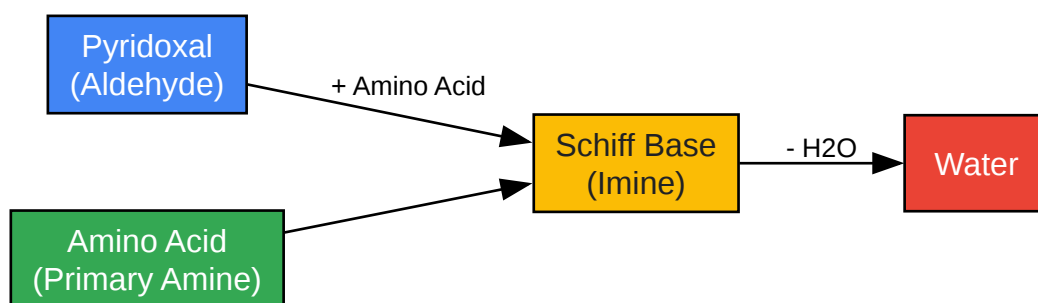 Pyridoxal
(Aldehyde)
+ Amino Acid
Schiff Base
(Imine)
- H2O
Water
Amino Acid
(Primary Amine)